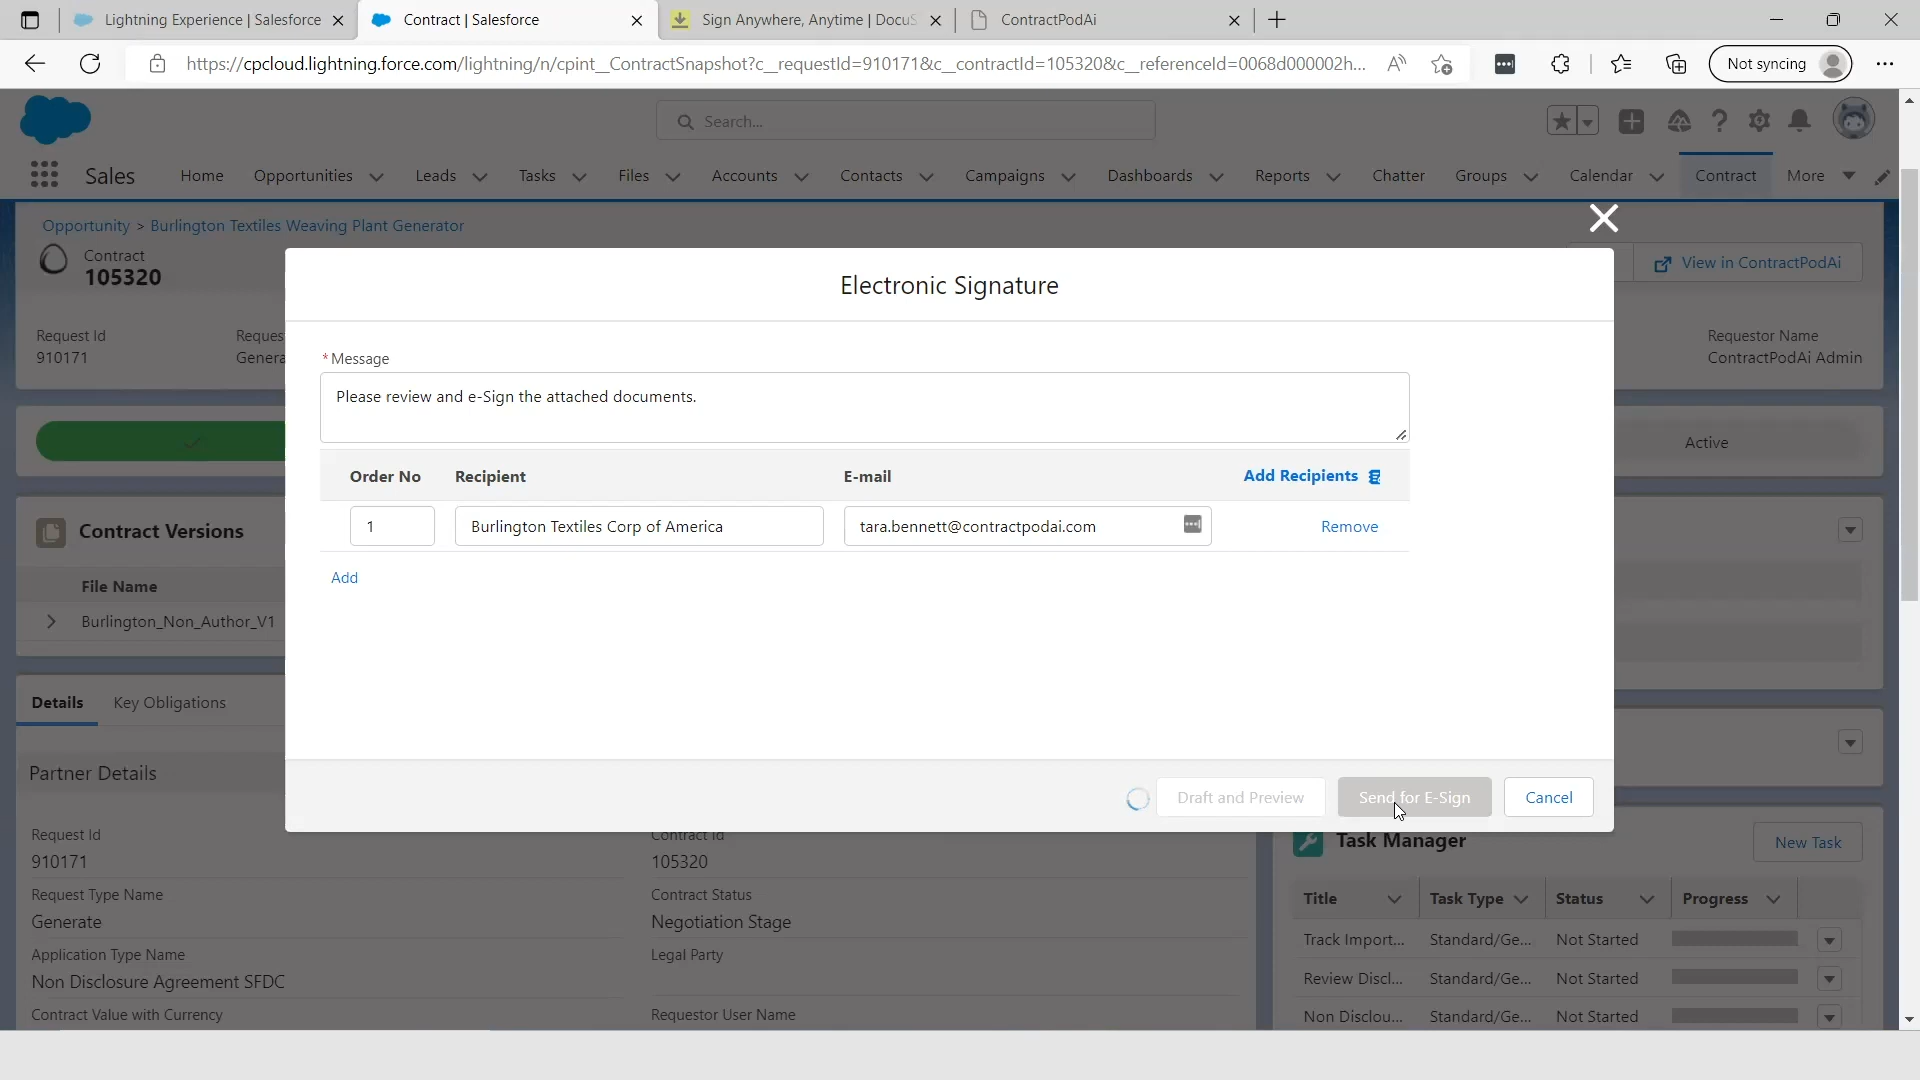 Lightning Experience | Salesforce
Contract | Salesforce
Sign Anywhere, Anytime | DocuS
ContractPodAi
https://cpcloud.lightning.force.com/lightning/n/cpint__ContractSnapshot?c__requestId=910171&c__contractId=105320&c__referenceId=0068d000002h...
Not syncing
Search...
Sales
Home
Opportunities
Leads
Tasks
Files
Accounts
Contacts
Campaigns
Dashboards
Reports
Chatter
Groups
Calendar
Contract
More
Opportunity > Burlington Textiles Weaving Plant Generator
Contract
105320
View in ContractPodAi
Request Id
910171
Reques
Genera
Requestor Name
ContractPodAi Admin
Electronic Signature
* Message
Please review and e-Sign the attached documents.
Order No
Recipient
E-mail
Add Recipients
1
Burlington Textiles Corp of America
tara.bennett@contractpodai.com
Remove
Add
Draft and Preview
Send for E-Sign
Cancel
Active
Contract Versions
File Name
Burlington_Non_Author_V1
Details
Key Obligations
Partner Details
Request Id
910171
Request Type Name
Generate
Application Type Name
Non Disclosure Agreement SFDC
Contract Value with Currency
Contract Id
105320
Contract Status
Negotiation Stage
Legal Party
Requestor User Name
Task Manager
New Task
Title
Task Type
Status
Progress
Track Import...
Standard/Ge...
Not Started
Review Discl...
Standard/Ge...
Not Started
Non Disclou...
Standard/Ge...
Not Started